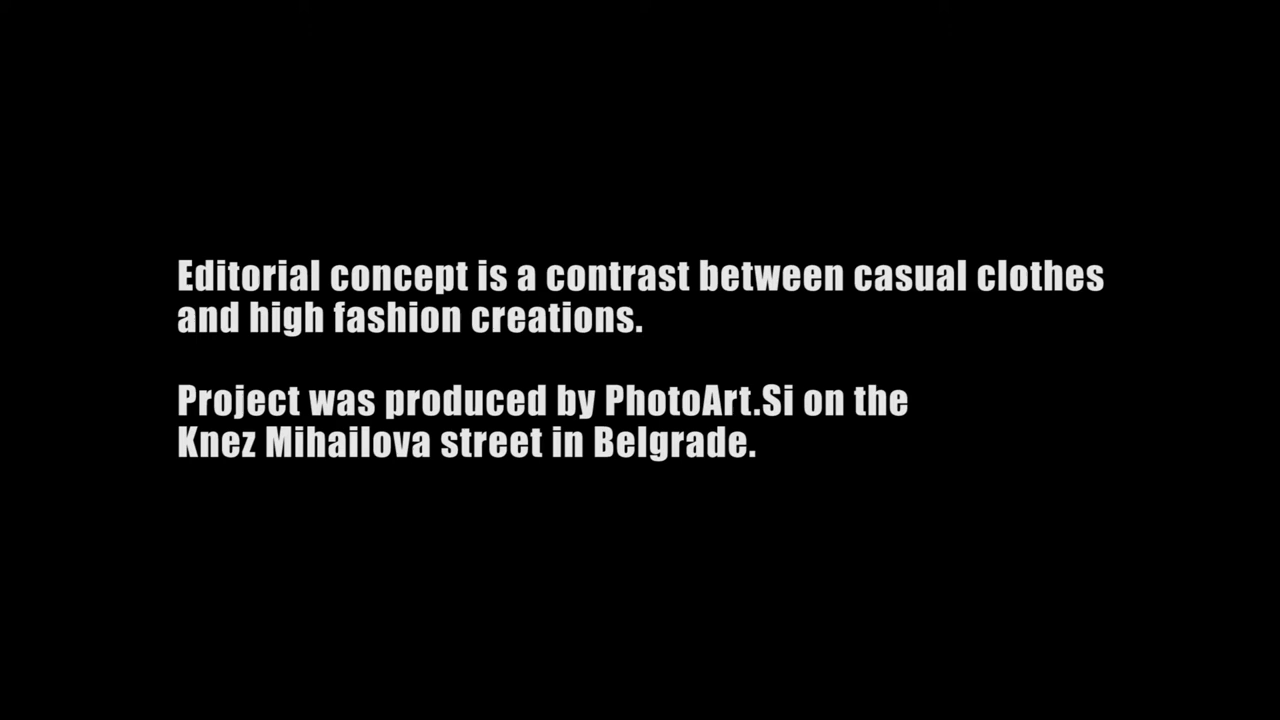 Editorial concept is a contrast between casual clothes
and high fashion creations.
Project was produced by PhotoArt.Si on the
Knez Mihailova street in Belgrade.